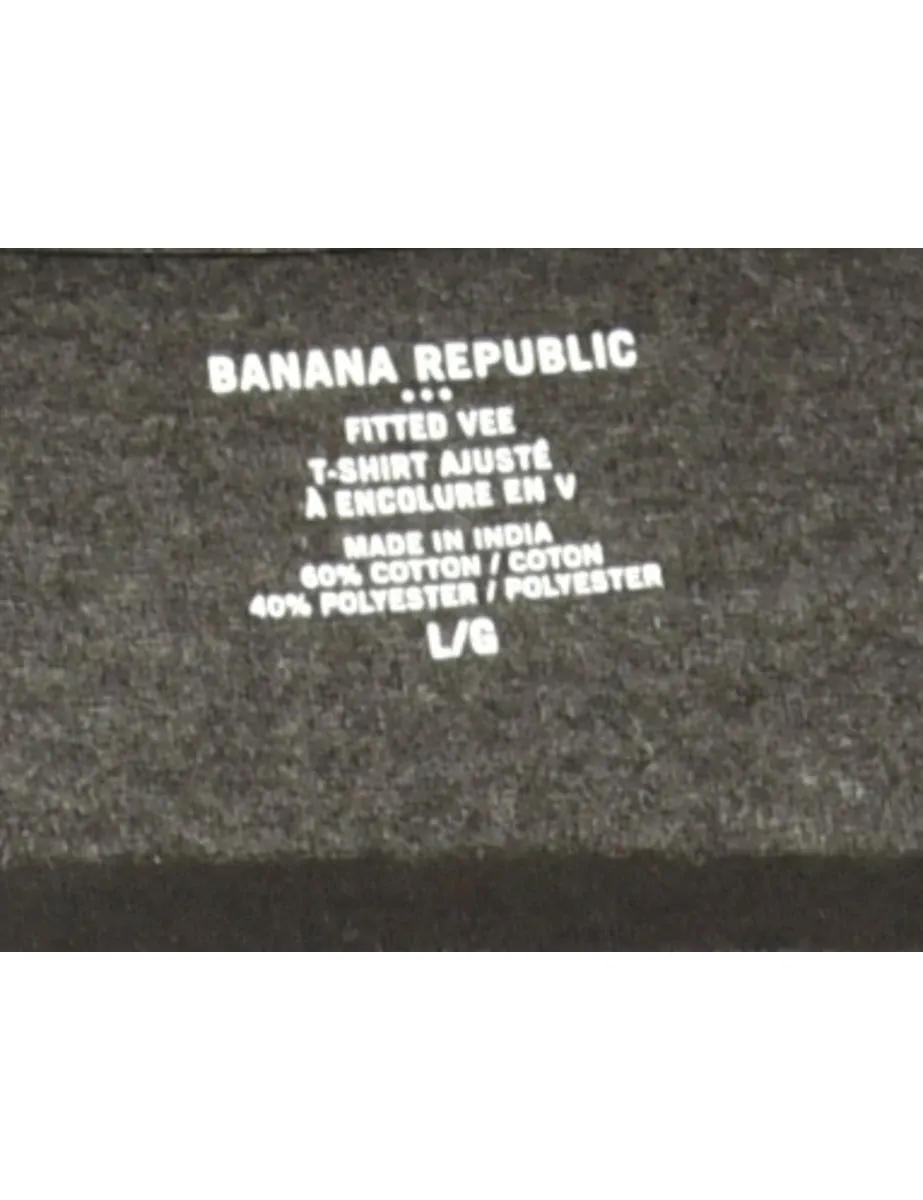 BANANA REPUBLIC
FITTED VEE
T-SHIRT AJUSTÉ
À ENCOLURE EN V
MADE IN INDIA
60% COTTON / COTON
40% POLYESTER / POLYESTER
L/G